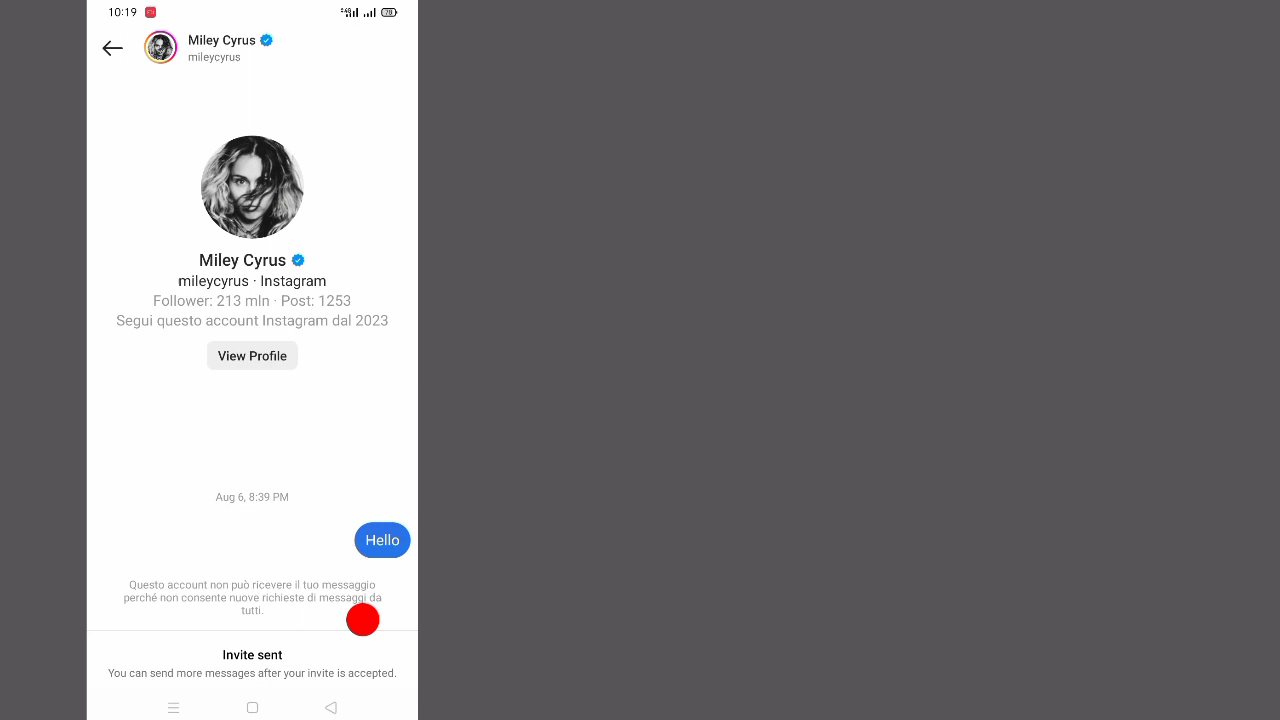 10:19
78
Miley Cyrus
mileycyrus
Miley Cyrus
mileycyrus · Instagram
Follower: 213 mln · Post: 1253
Segui questo account Instagram dal 2023
View Profile
Aug 6, 8:39 PM
Hello
Questo account non può ricevere il tuo messaggio
perché non consente nuove richieste di messaggi da
tutti.
Invite sent
You can send more messages after your invite is accepted.